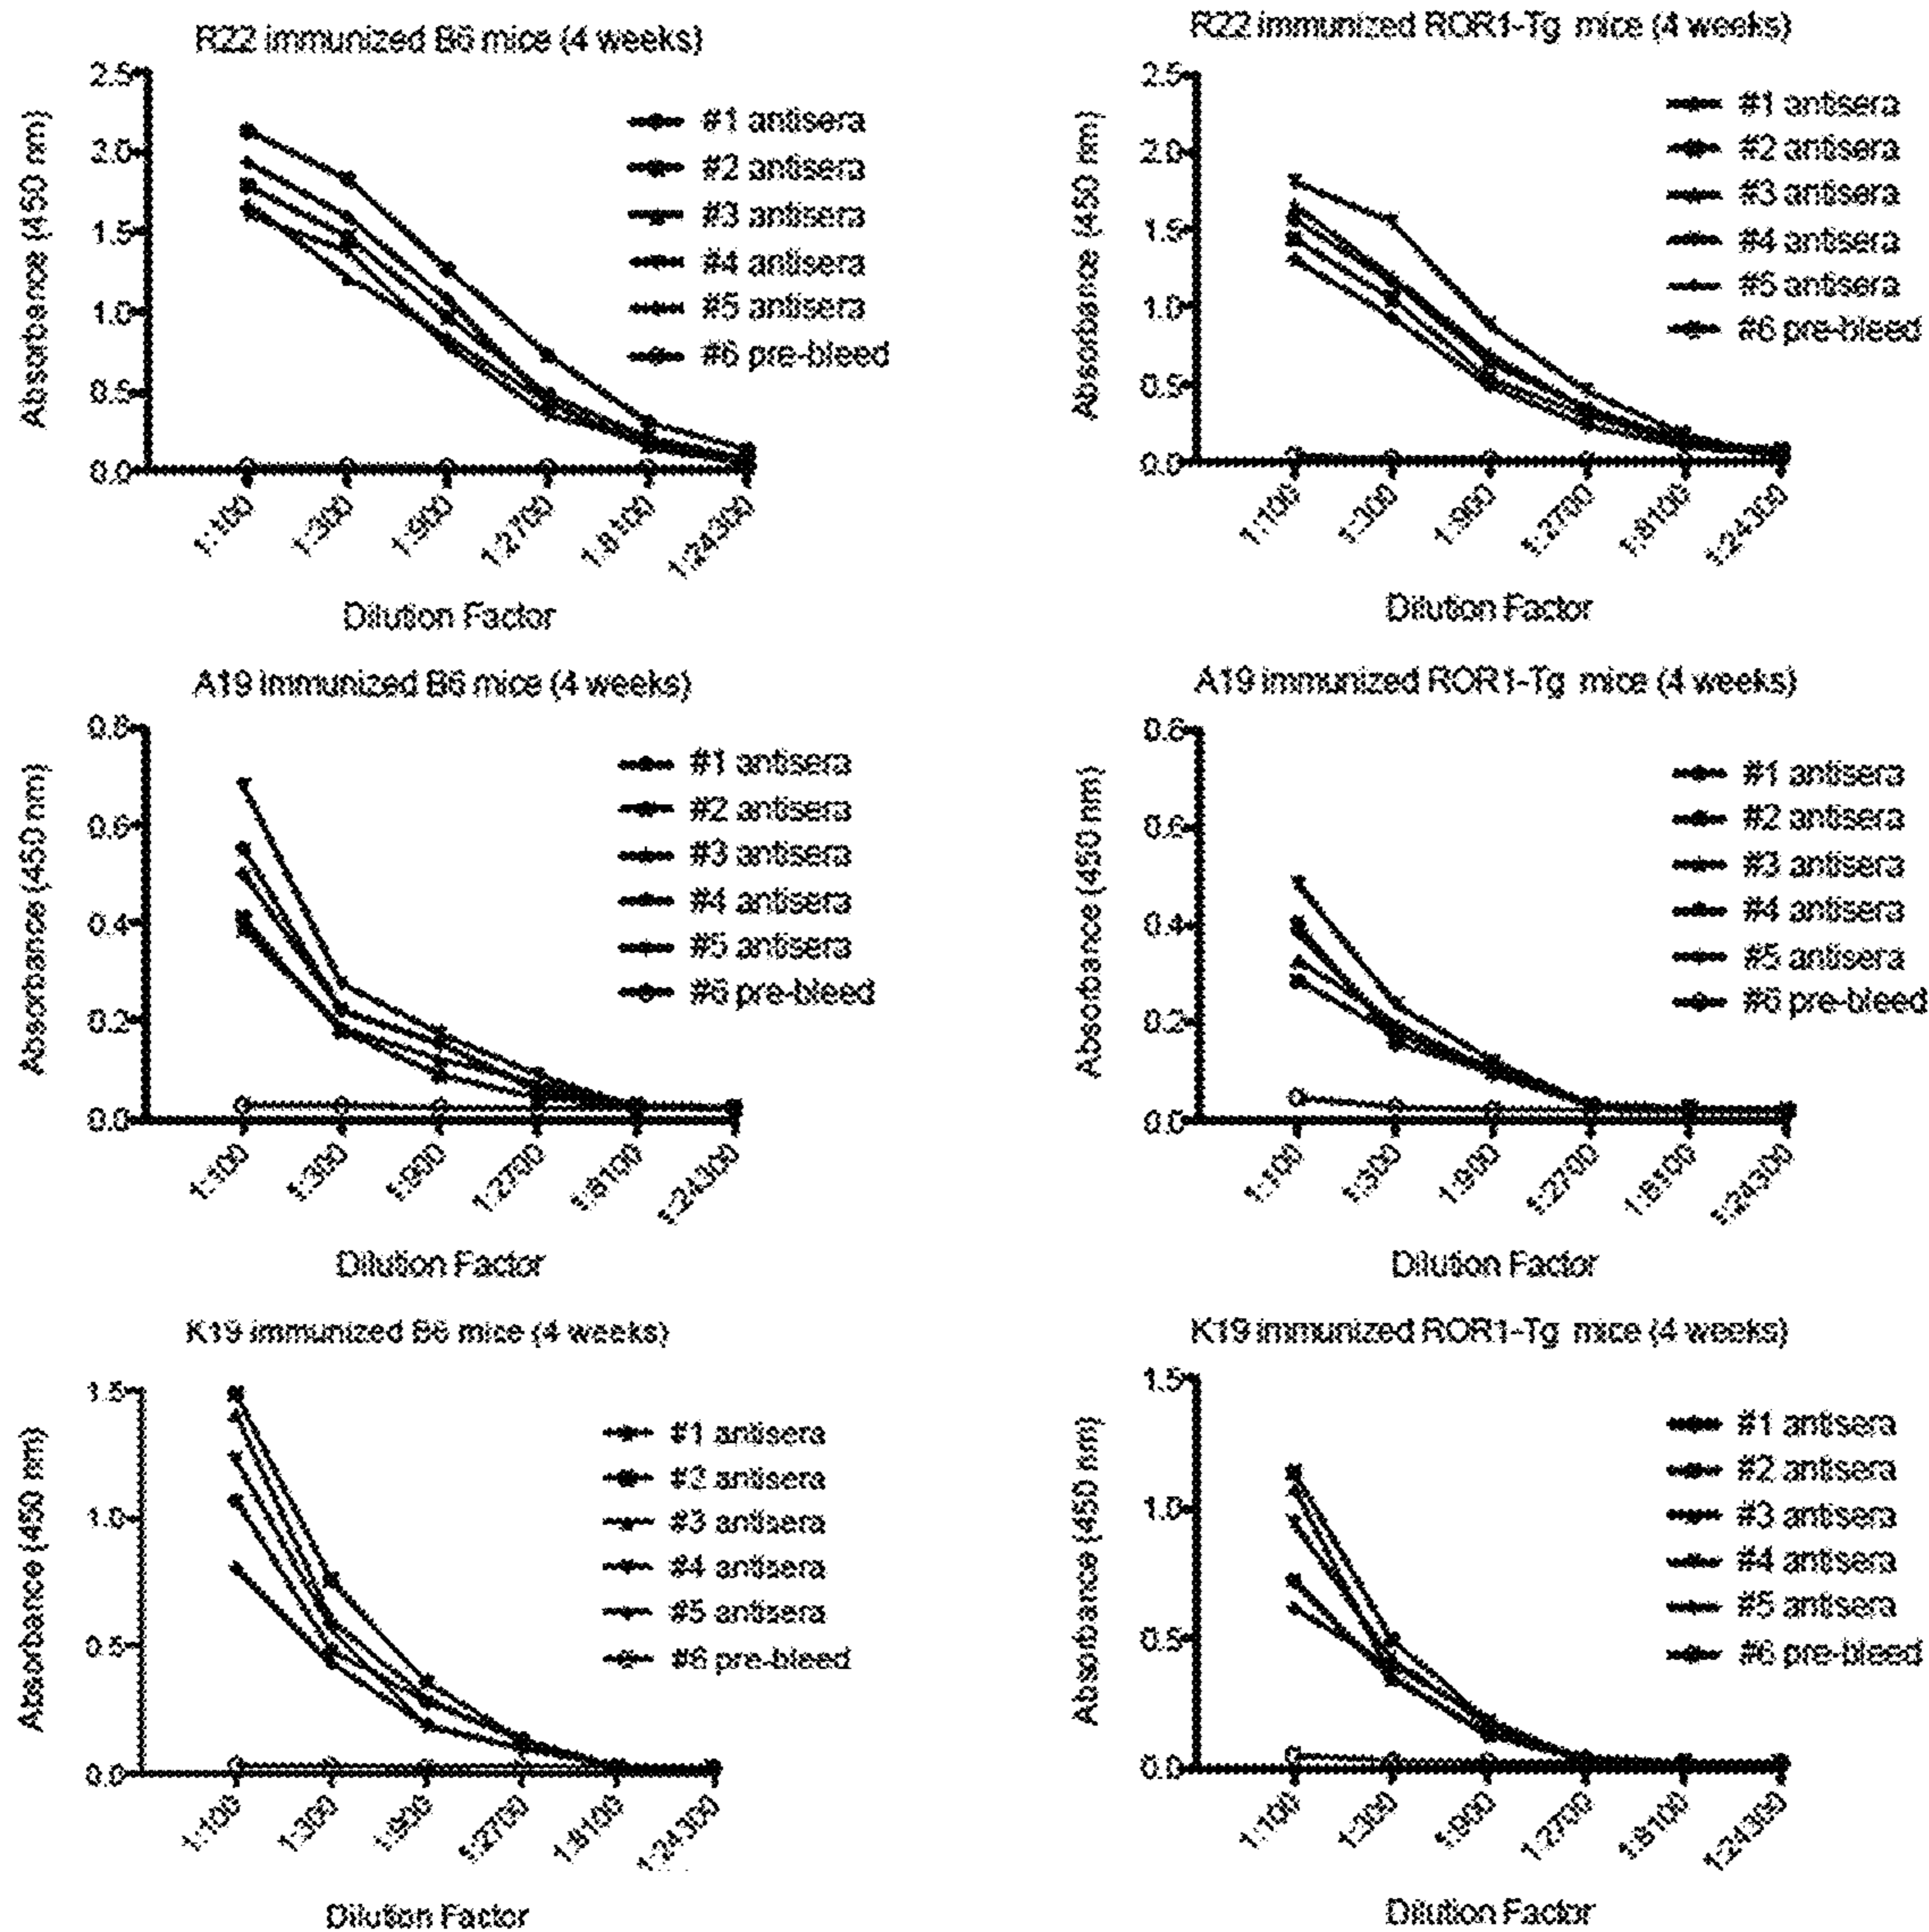 R22 immunized B6 mice (4 weeks)
2.5
2.0
1.5
1.0
0.5
0.0
Absorbance (450 nm)
#1 antisera
#2 antisera
#3 antisera
#4 antisera
#5 antisera
#6 pre-bleed
1:100
1:300
1:900
1:2700
1:8100
1:24300
Dilution Factor
R22 immunized ROR1-Tg mice (4 weeks)
2.5
2.0
1.5
1.0
0.5
0.0
Absorbance (450 nm)
#1 antisera
#2 antisera
#3 antisera
#4 antisera
#5 antisera
#6 pre-bleed
1:100
1:300
1:900
1:2700
1:8100
1:24300
Dilution Factor
A19 immunized B6 mice (4 weeks)
0.8
0.6
0.4
0.2
0.0
Absorbance (450 nm)
#1 antisera
#2 antisera
#3 antisera
#4 antisera
#5 antisera
#6 pre-bleed
1:100
1:300
1:900
1:2700
1:8100
1:24300
Dilution Factor
A19 immunized ROR1-Tg mice (4 weeks)
0.8
0.6
0.4
0.2
0.0
Absorbance (450 nm)
#1 antisera
#2 antisera
#3 antisera
#4 antisera
#5 antisera
#6 pre-bleed
1:100
1:300
1:900
1:2700
1:8100
1:24300
Dilution Factor
K19 immunized B6 mice (4 weeks)
1.5
1.0
0.5
0.0
Absorbance (450 nm)
#1 antisera
#2 antisera
#3 antisera
#4 antisera
#5 antisera
#6 pre-bleed
1:100
1:300
1:900
1:2700
1:8100
1:24300
Dilution Factor
K19 immunized ROR1-Tg mice (4 weeks)
1.5
1.0
0.5
0.0
Absorbance (450 nm)
#1 antisera
#2 antisera
#3 antisera
#4 antisera
#5 antisera
#6 pre-bleed
1:100
1:300
1:900
1:2700
1:8100
1:24300
Dilution Factor